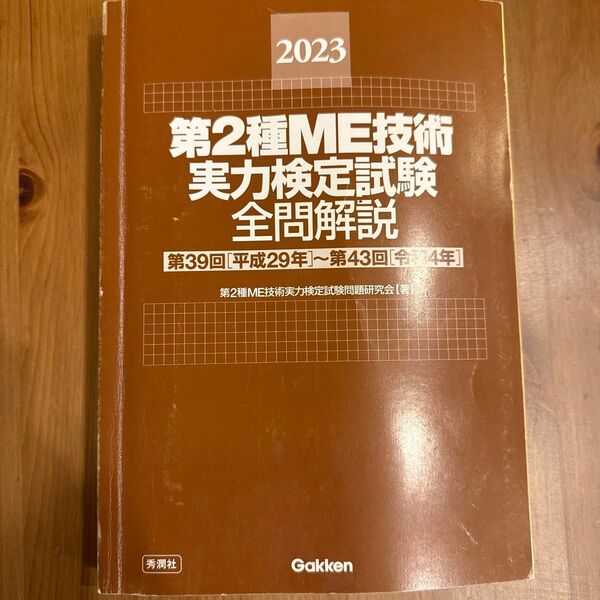 2023
第2種ME技術
実力検定試験
全問解説
第39回[平成29年]〜第43回[令和4年]
第2種ME技術実力検定試験問題研究会【著】
秀潤社
Gakken